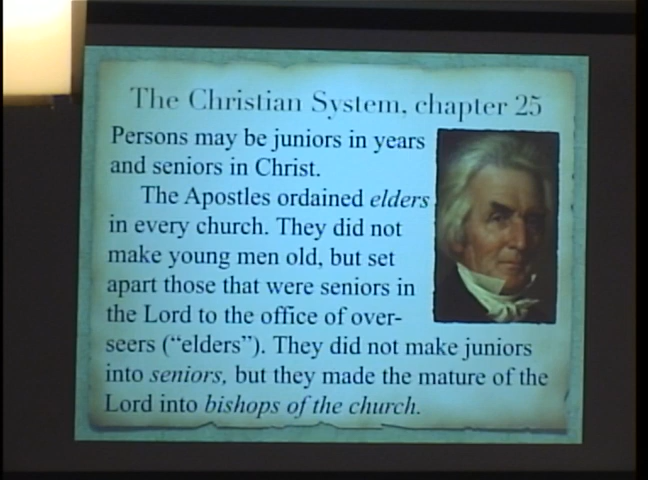 The Christian System, chapter 25
Persons may be juniors in years
and seniors in Christ.
The Apostles ordained elders
in every church. They did not
make young men old, but set
apart those that were seniors in
the Lord to the office of over-
seers (“elders”). They did not make juniors
into seniors, but they made the mature of the
Lord into bishops of the church.